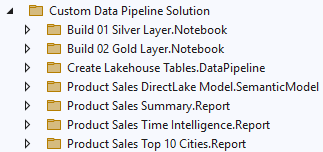 Custom Data Pipeline Solution
Build 01 Silver Layer.Notebook
Build 02 Gold Layer.Notebook
Create Lakehouse Tables.DataPipeline
Product Sales DirectLake Model.SemanticModel
Product Sales Summary.Report
Product Sales Time Intelligence.Report
Product Sales Top 10 Cities.Report